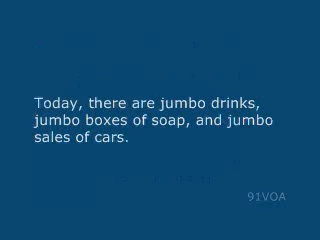 Today, there are jumbo drinks,
jumbo boxes of soap, and jumbo
sales of cars.
91VOA